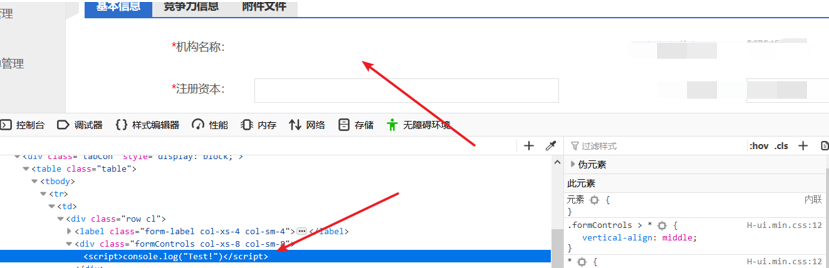 管理
基本信息 竞争力信息 附件文件
*机构名称:
管理
*注册资本:
控制台 调试器 {} 样式编辑器 性能 内存 网络 存储 无障碍环境
+ 过滤样式 :hov .cls +
<div class="tabCon" style="display: block;">
<table class="table">
<tbody>
<tr>
<td>
<div class="row cl">
<label class="form-label col-xs-4 col-sm-4">⋯</label>
<div class="formControls col-xs-8 col-sm-8">
<script>console.log("Test!")</script>
</div>
伪元素
此元素
元素 { 内联
}
.formControls > * { H-ui.min.css:12
vertical-align: middle;
}
* { H-ui.min.css:12